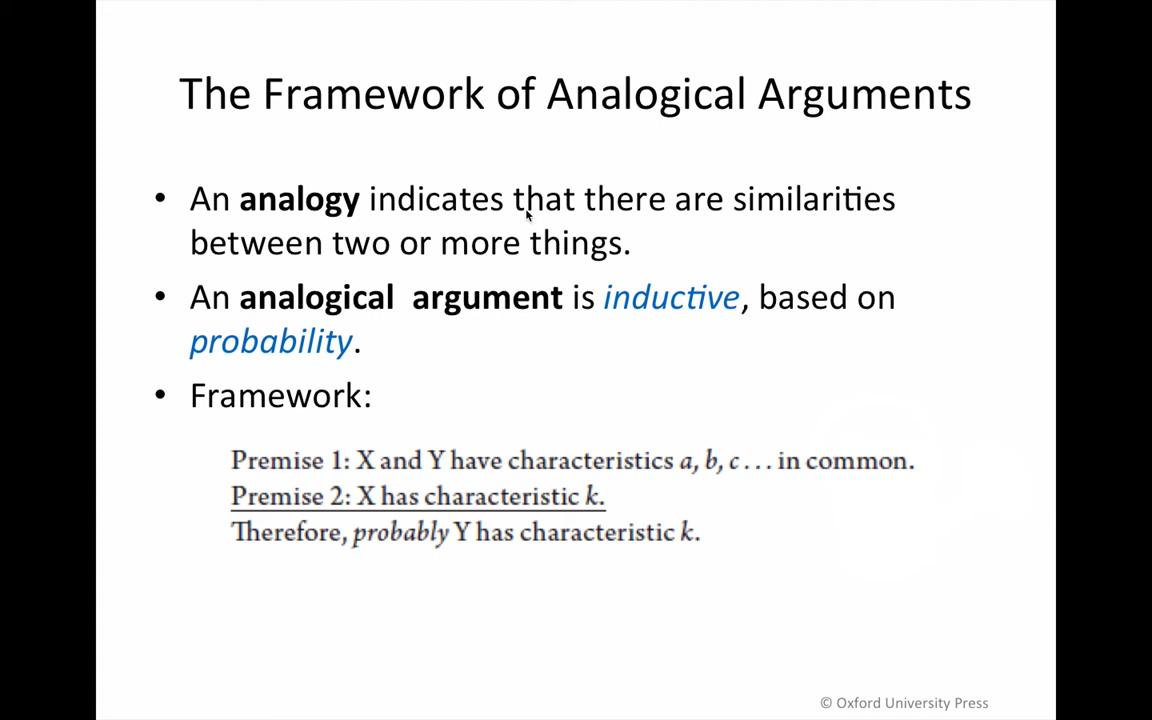 The Framework of Analogical Arguments
• An analogy indicates that there are similarities
between two or more things.
• An analogical argument is inductive, based on
probability.
• Framework:
Premise 1: X and Y have characteristics a, b, c . . . in common.
Premise 2: X has characteristic k.
Therefore, probably Y has characteristic k.
© Oxford University Press